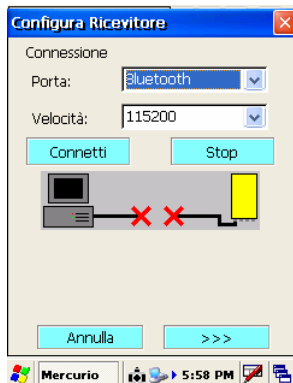 Configura Ricevitore
Connessione
Porta: Bluetooth
Velocità: 115200
Connetti Stop
Annulla >>>
Mercurio 5:58 PM